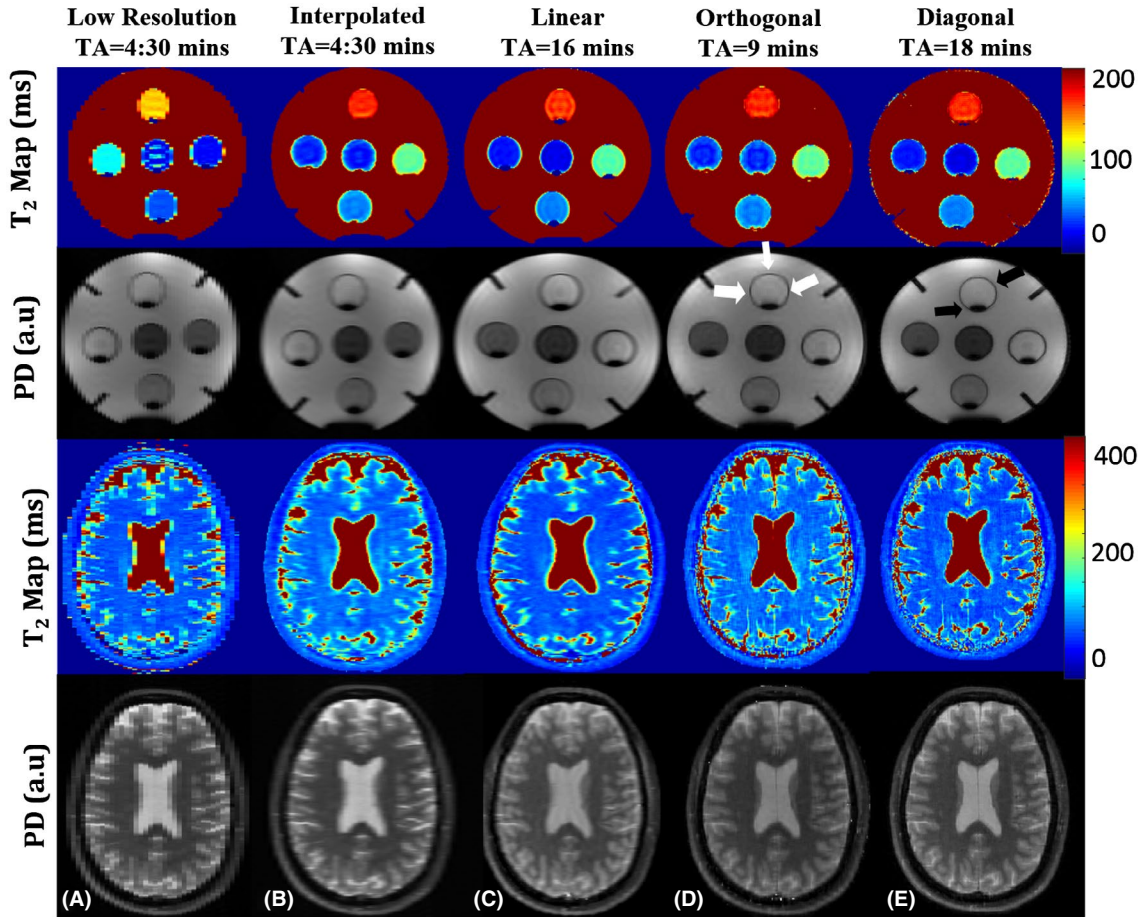 Low Resolution
TA=4:30 mins
Interpolated
TA=4:30 mins
Linear
TA=16 mins
Orthogonal
TA=9 mins
Diagonal
TA=18 mins
T₂ Map (ms)
200
100
0
PD (a.u)
T₂ Map (ms)
400
200
0
PD (a.u)
(A)
(B)
(C)
(D)
(E)